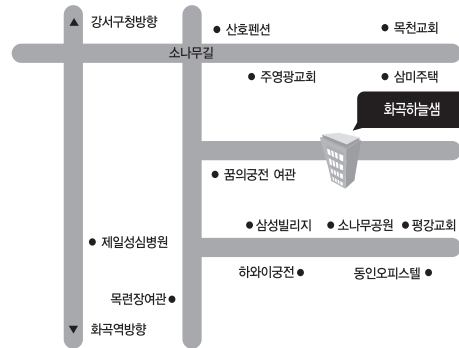 ▲ 강서구청방향
● 산호펜션
● 목천교회
소나무길
● 주영광교회
● 삼미주택
화곡하늘샘
● 꿈의궁전 여관
● 삼성빌리지
● 소나무공원
● 평강교회
● 제일성심병원
하와이궁전 ●
동인오피스텔 ●
목련장여관 ●
▼ 화곡역방향